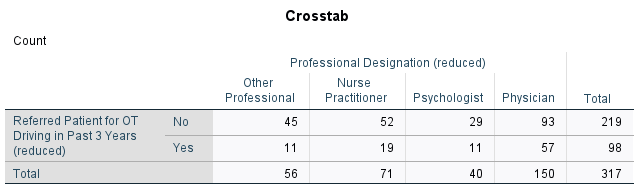 Crosstab
Count
Professional Designation (reduced)
Other Professional Nurse Practitioner Psychologist Physician Total
Referred Patient for OT Driving in Past 3 Years (reduced) No 45 52 29 93 219
Yes 11 19 11 57 98
Total 56 71 40 150 317